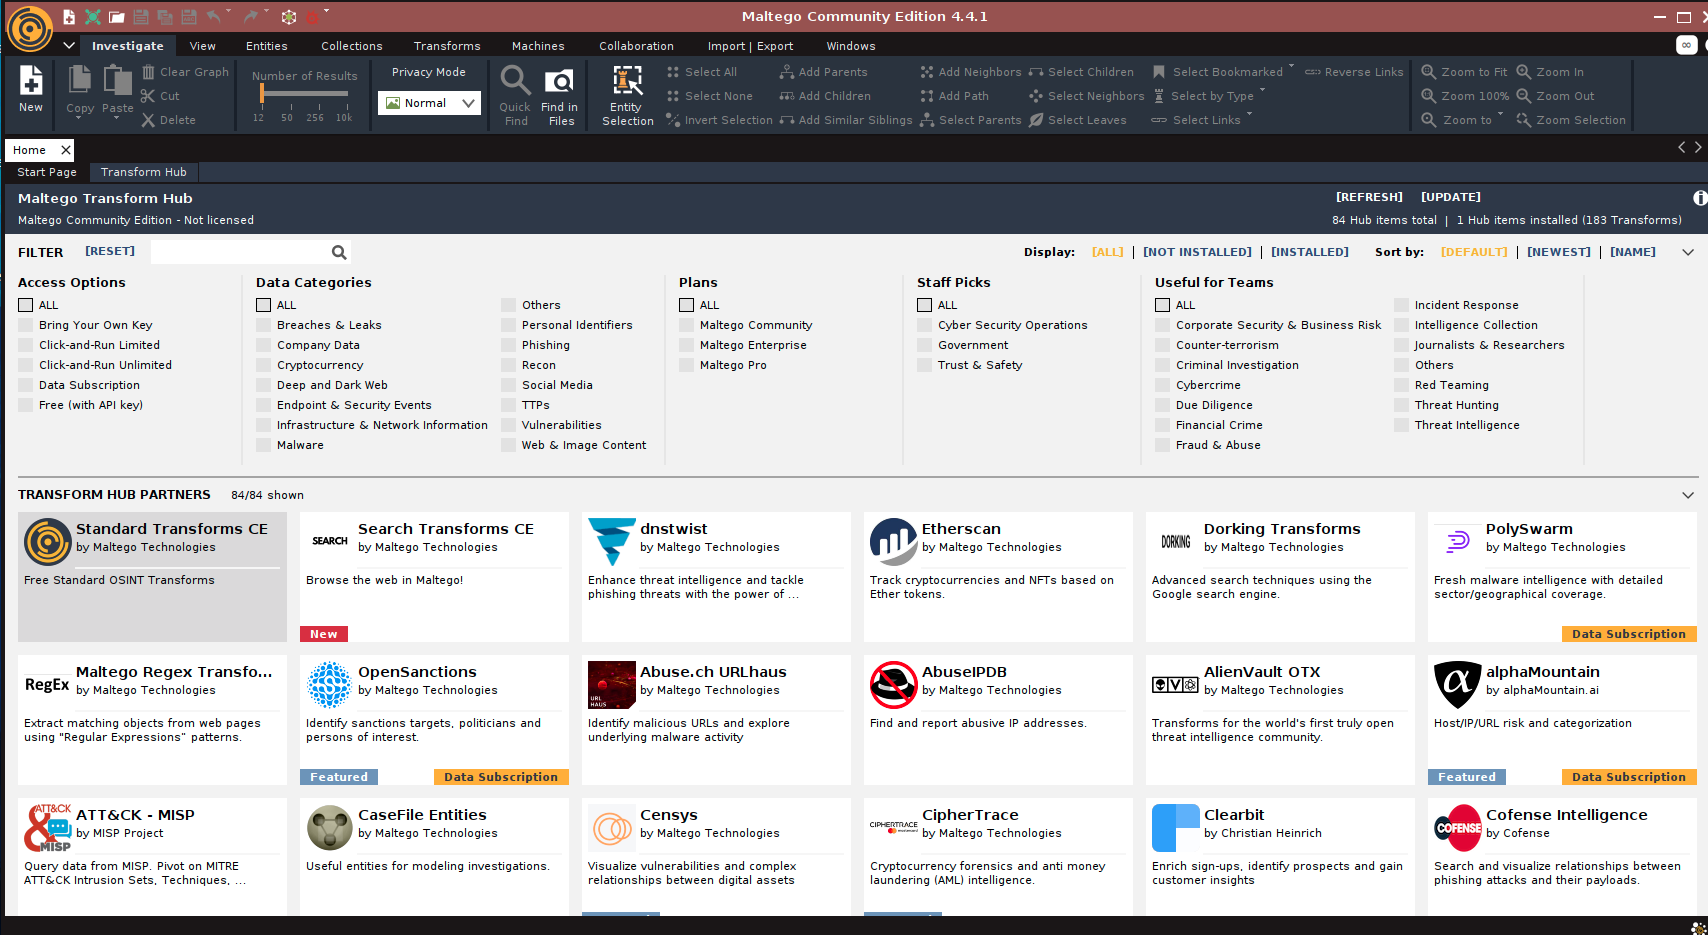 Maltego Community Edition 4.4.1
Investigate View Entities Collections Transforms Machines Collaboration Import | Export Windows
New
Copy
Paste
Clear Graph
Cut
Delete
Number of Results
12 50 256 10k
Privacy Mode
Normal
Quick Find
Find in Files
Entity Selection
Select All
Select None
Invert Selection
Add Parents
Add Children
Add Similar Siblings
Add Neighbors
Add Path
Select Parents
Select Children
Select Neighbors
Select Leaves
Select Bookmarked
Select by Type
Select Links
Reverse Links
Zoom to Fit
Zoom 100%
Zoom to
Zoom In
Zoom Out
Zoom Selection
Home
Start Page Transform Hub
Maltego Transform Hub
[REFRESH] [UPDATE]
Maltego Community Edition - Not licensed
84 Hub items total | 1 Hub items installed (183 Transforms)
FILTER [RESET]
Display: [ALL] | [NOT INSTALLED] | [INSTALLED] Sort by: [DEFAULT] | [NEWEST] | [NAME]
Access Options
ALL
Bring Your Own Key
Click-and-Run Limited
Click-and-Run Unlimited
Data Subscription
Free (with API key)
Data Categories
ALL
Breaches & Leaks
Company Data
Cryptocurrency
Deep and Dark Web
Endpoint & Security Events
Infrastructure & Network Information
Malware
Others
Personal Identifiers
Phishing
Recon
Social Media
TTPs
Vulnerabilities
Web & Image Content
Plans
ALL
Maltego Community
Maltego Enterprise
Maltego Pro
Staff Picks
ALL
Cyber Security Operations
Government
Trust & Safety
Useful for Teams
ALL
Corporate Security & Business Risk
Counter-terrorism
Criminal Investigation
Cybercrime
Due Diligence
Financial Crime
Fraud & Abuse
Incident Response
Intelligence Collection
Journalists & Researchers
Others
Red Teaming
Threat Hunting
Threat Intelligence
TRANSFORM HUB PARTNERS 84/84 shown
Standard Transforms CE
by Maltego Technologies
Free Standard OSINT Transforms
SEARCH
Search Transforms CE
by Maltego Technologies
Browse the web in Maltego!
New
dnstwist
by Maltego Technologies
Enhance threat intelligence and tackle
phishing threats with the power of ...
Etherscan
by Maltego Technologies
Track cryptocurrencies and NFTs based on
Ether tokens.
DORKING
Dorking Transforms
by Maltego Technologies
Advanced search techniques using the
Google search engine.
PolySwarm
by Maltego Technologies
Fresh malware intelligence with detailed
sector/geographical coverage.
Data Subscription
RegEx
Maltego Regex Transfo...
by Maltego Technologies
Extract matching objects from web pages
using "Regular Expressions" patterns.
OpenSanctions
by Maltego Technologies
Identify sanctions targets, politicians and
persons of interest.
Featured
Data Subscription
URL
HAUS
Abuse.ch URLhaus
by Maltego Technologies
Identify malicious URLs and explore
underlying malware activity
AbuseIPDB
by Maltego Technologies
Find and report abusive IP addresses.
AlienVault OTX
by Maltego Technologies
Transforms for the world's first truly open
threat intelligence community.
α
alphaMountain
by alphaMountain.ai
Host/IP/URL risk and categorization
Featured
Data Subscription
ATT&CK
&
MISP
ATT&CK - MISP
by MISP Project
Query data from MISP. Pivot on MITRE
ATT&CK Intrusion Sets, Techniques, ...
CaseFile Entities
by Maltego Technologies
Useful entities for modeling investigations.
Censys
by Maltego Technologies
Visualize vulnerabilities and complex
relationships between digital assets
CIPHERTRACE
CipherTrace
by Maltego Technologies
Cryptocurrency forensics and anti money
laundering (AML) intelligence.
Clearbit
by Christian Heinrich
Enrich sign-ups, identify prospects and gain
customer insights
COFENSE
Cofense Intelligence
by Cofense
Search and visualize relationships between
phishing attacks and their payloads.